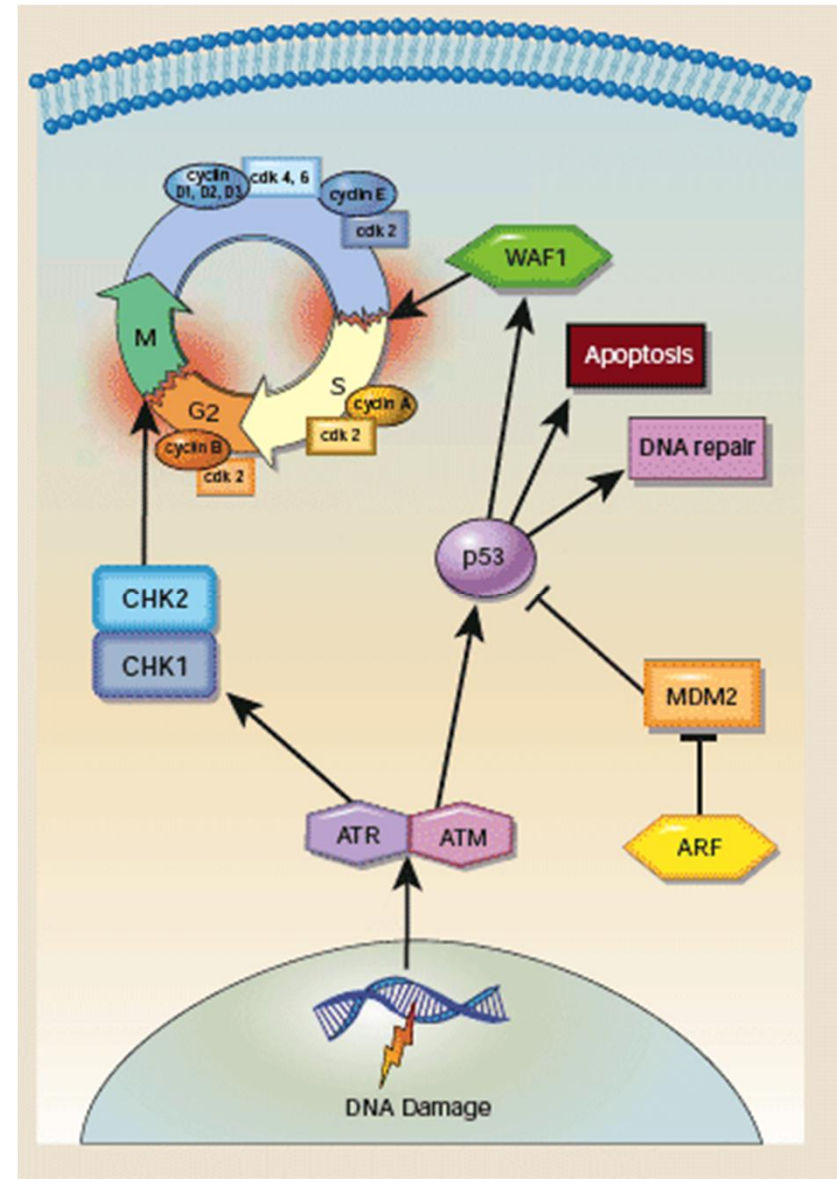 cyclin
D1, D2, D3
cdk 4, 6
cyclin E
cdk 2
WAF1
M
Apoptosis
S
cyclin A
G2
cdk 2
cyclin B
DNA repair
cdk 2
p53
CHK2
CHK1
MDM2
ATR
ATM
ARF
DNA Damage